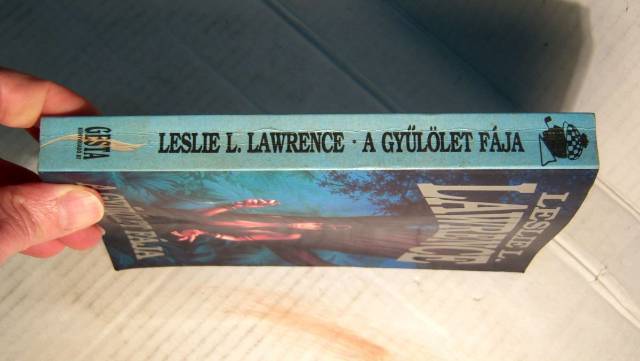 GESTA
LESLIE L. LAWRENCE · A GYŰLÖLET FÁJA
LESLIE L.
LAWRENCE
A GYŰLÖLET FÁJA